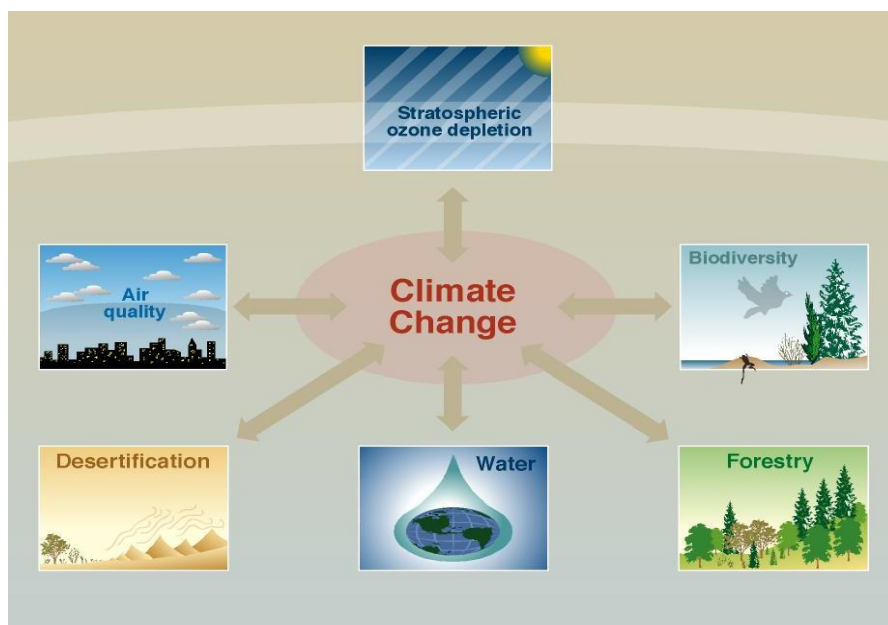 Stratospheric
ozone depletion
Air
quality
Climate
Change
Biodiversity
Desertification
Water
Forestry